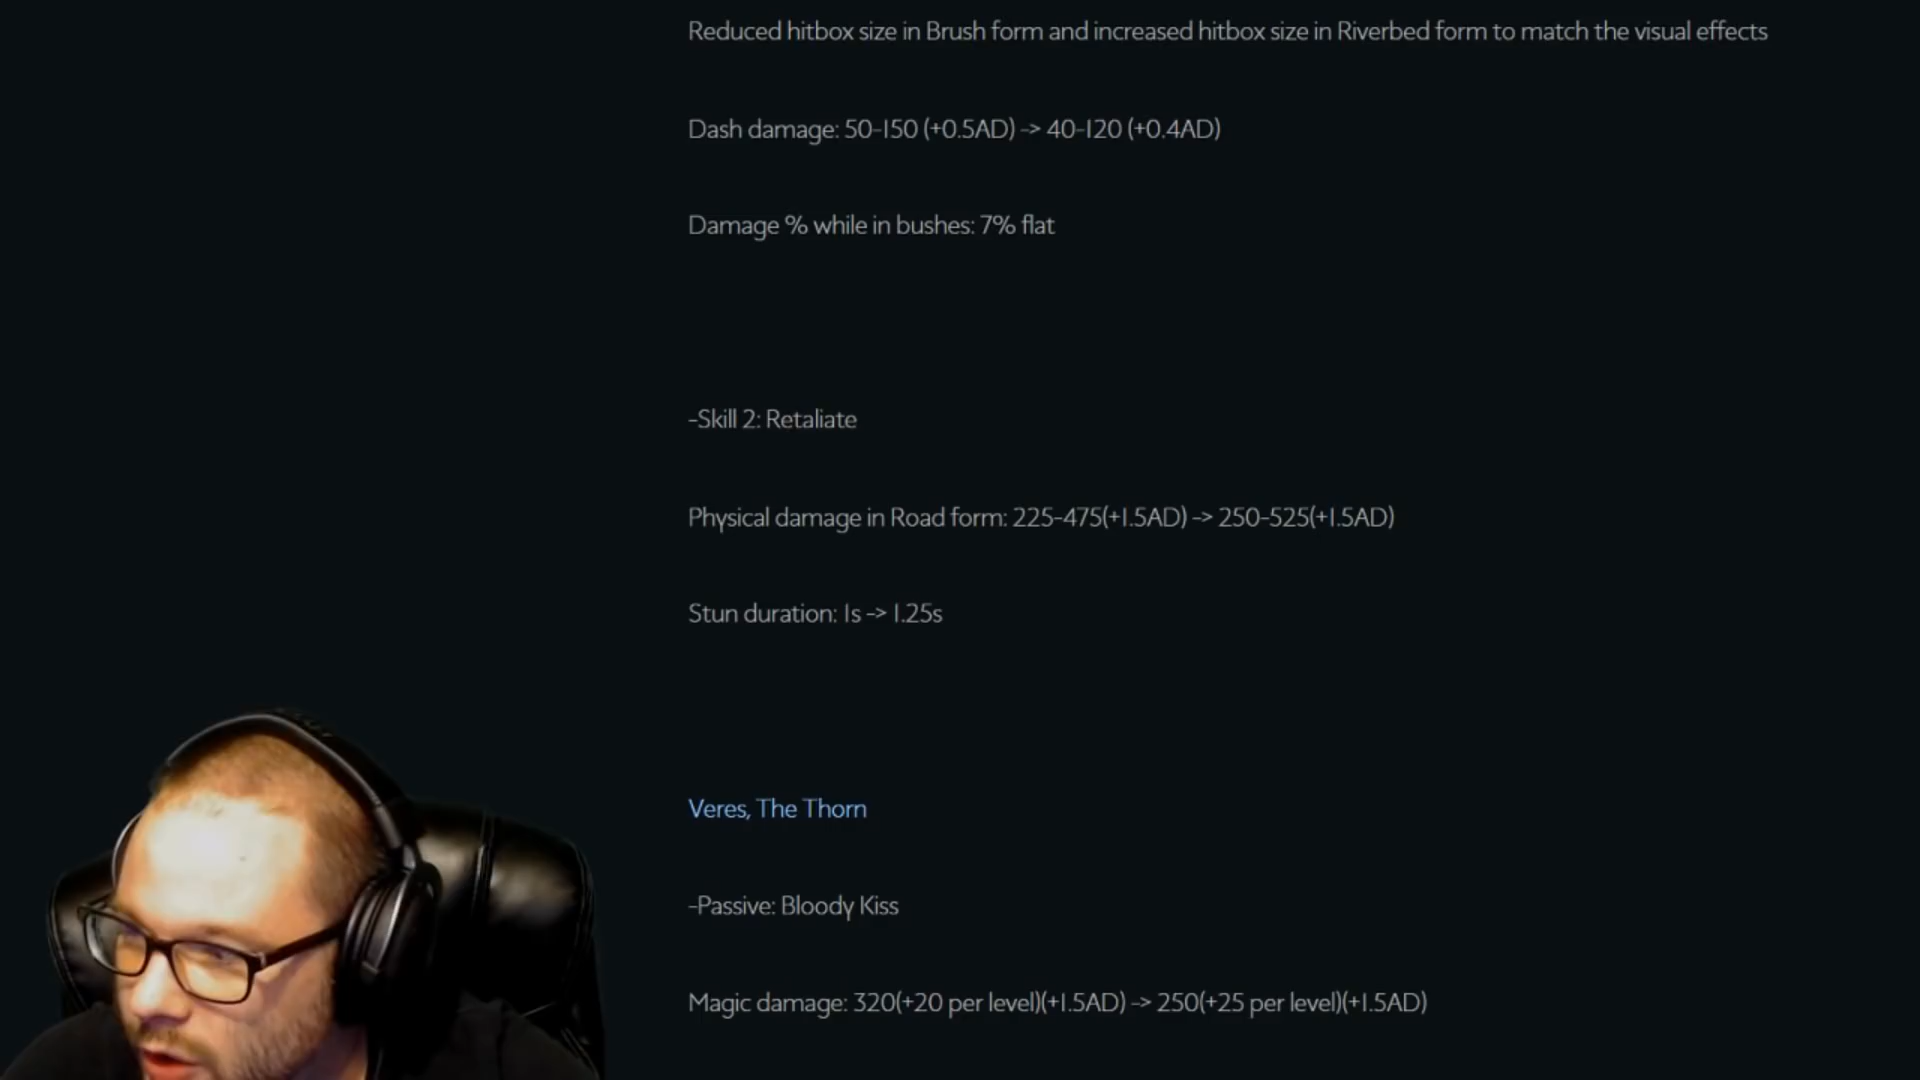 Reduced hitbox size in Brush form and increased hitbox size in Riverbed form to match the visual effects
Dash damage: 50-150 (+0.5AD) -> 40-120 (+0.4AD)
Damage % while in bushes: 7% flat
-Skill 2: Retaliate
Physical damage in Road form: 225-475(+1.5AD) -> 250-525(+1.5AD)
Stun duration: 1s -> 1.25s
Veres, The Thorn
-Passive: Bloody Kiss
Magic damage: 320(+20 per level)(+1.5AD) -> 250(+25 per level)(+1.5AD)